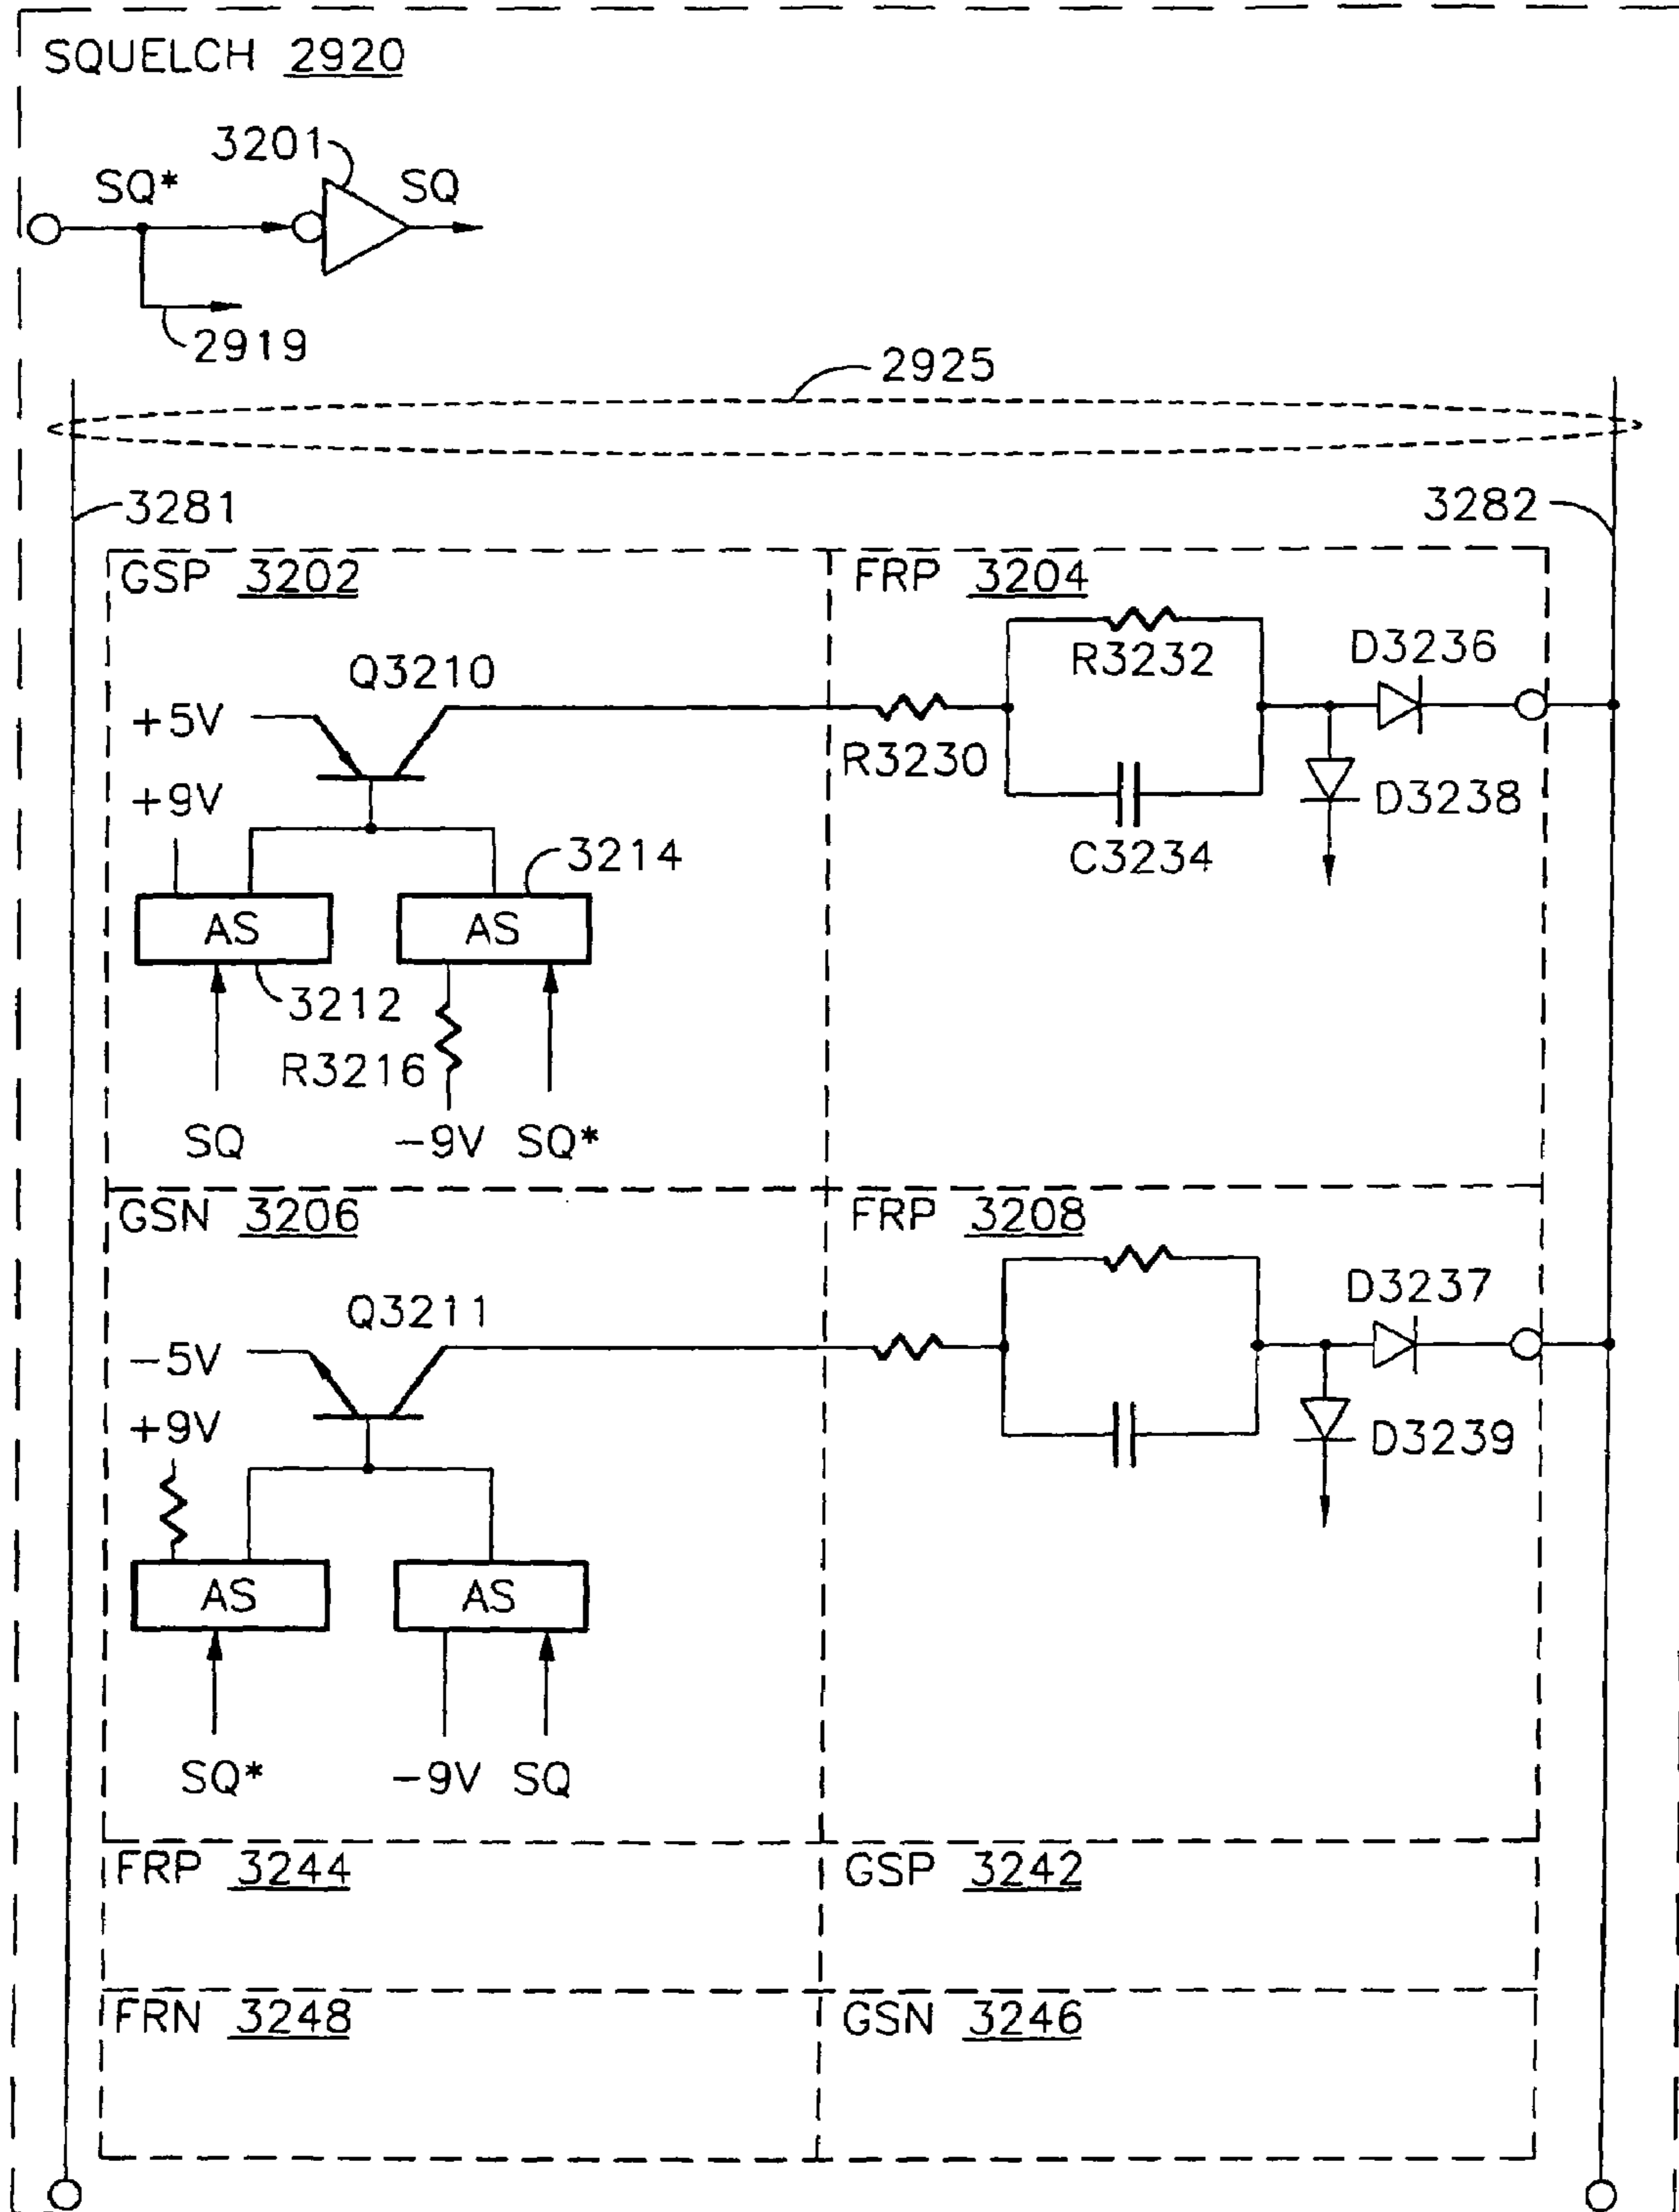 SQUELCH 2920
3201
SQ*
SQ
2919
2925
3281
3282
GSP 3202
FRP 3204
Q3210
R3232
D3236
+5V
R3230
+9V
D3238
C3234
3214
AS
AS
3212
R3216
SQ
-9V
SQ*
GSN 3206
FRP 3208
Q3211
D3237
-5V
+9V
D3239
AS
AS
SQ*
-9V
SQ
FRP 3244
GSP 3242
FRN 3248
GSN 3246